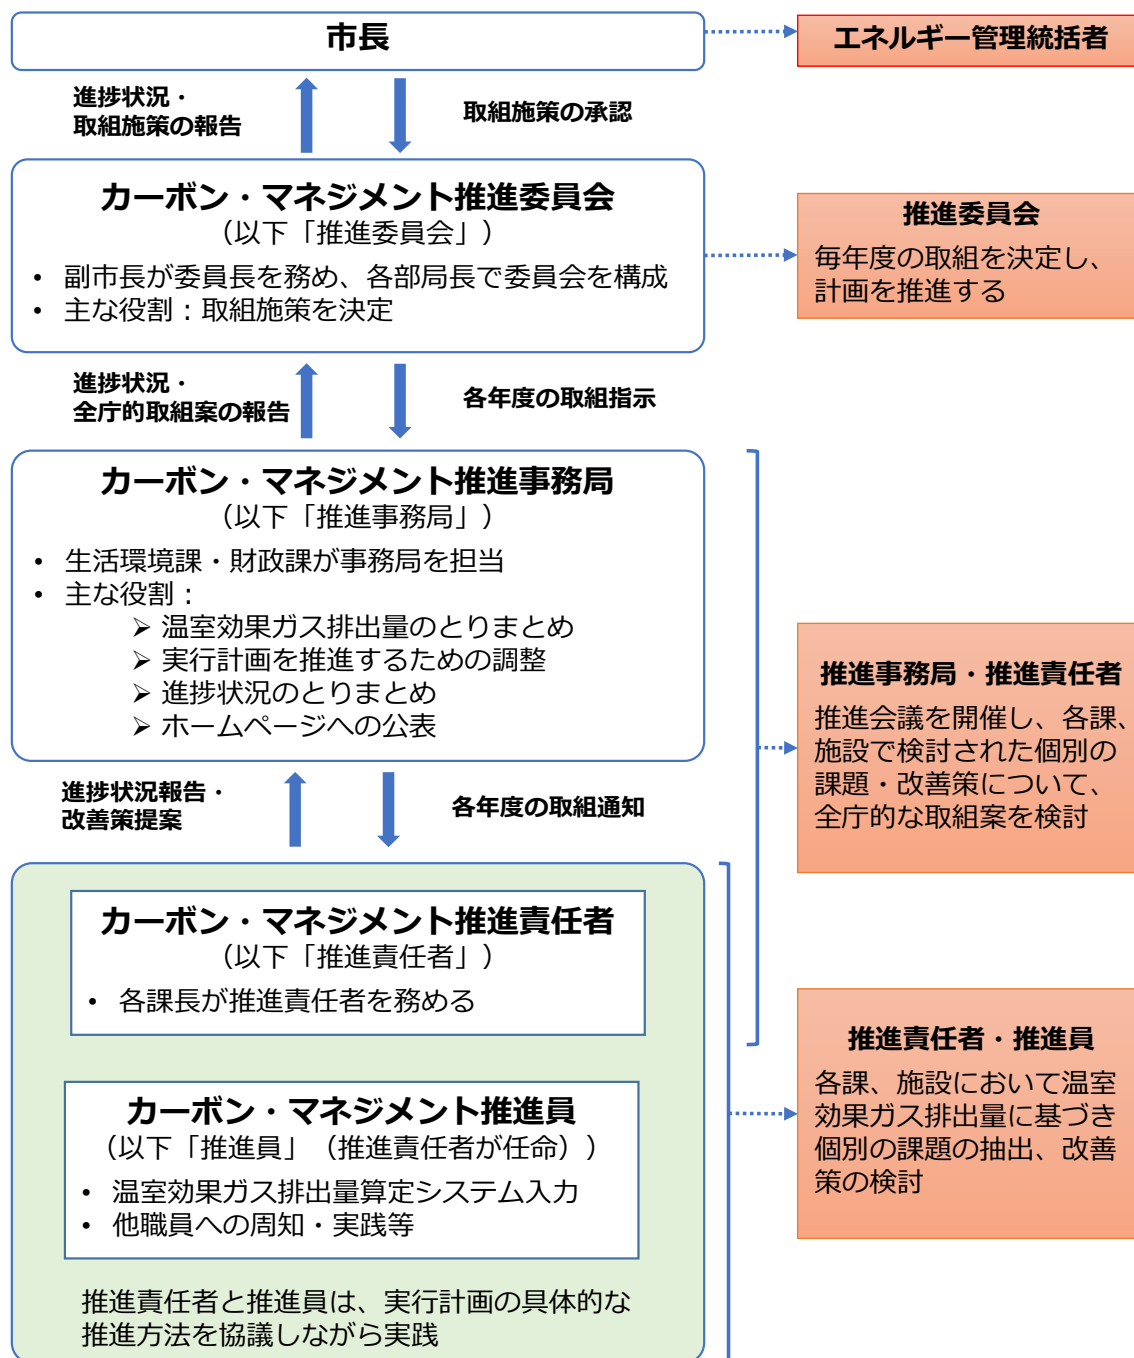 市長
エネルギー管理統括者
進捗状況・
取組施策の報告
取組施策の承認
カーボン・マネジメント推進委員会
（以下「推進委員会」）
• 副市長が委員長を務め、各部局長で委員会を構成
• 主な役割：取組施策を決定
推進委員会
毎年度の取組を決定し、
計画を推進する
進捗状況・
全庁的取組案の報告
各年度の取組指示
カーボン・マネジメント推進事務局
（以下「推進事務局」）
• 生活環境課・財政課が事務局を担当
• 主な役割：
➢ 温室効果ガス排出量のとりまとめ
➢ 実行計画を推進するための調整
➢ 進捗状況のとりまとめ
➢ ホームページへの公表
推進事務局・推進責任者
推進会議を開催し、各課、
施設で検討された個別の
課題・改善策について、
全庁的な取組案を検討
進捗状況報告・
改善策提案
各年度の取組通知
カーボン・マネジメント推進責任者
（以下「推進責任者」）
• 各課長が推進責任者を務める
カーボン・マネジメント推進員
（以下「推進員」（推進責任者が任命））
• 温室効果ガス排出量算定システム入力
• 他職員への周知・実践等
推進責任者と推進員は、実行計画の具体的な
推進方法を協議しながら実践
推進責任者・推進員
各課、施設において温室
効果ガス排出量に基づき
個別の課題の抽出、改善
策の検討